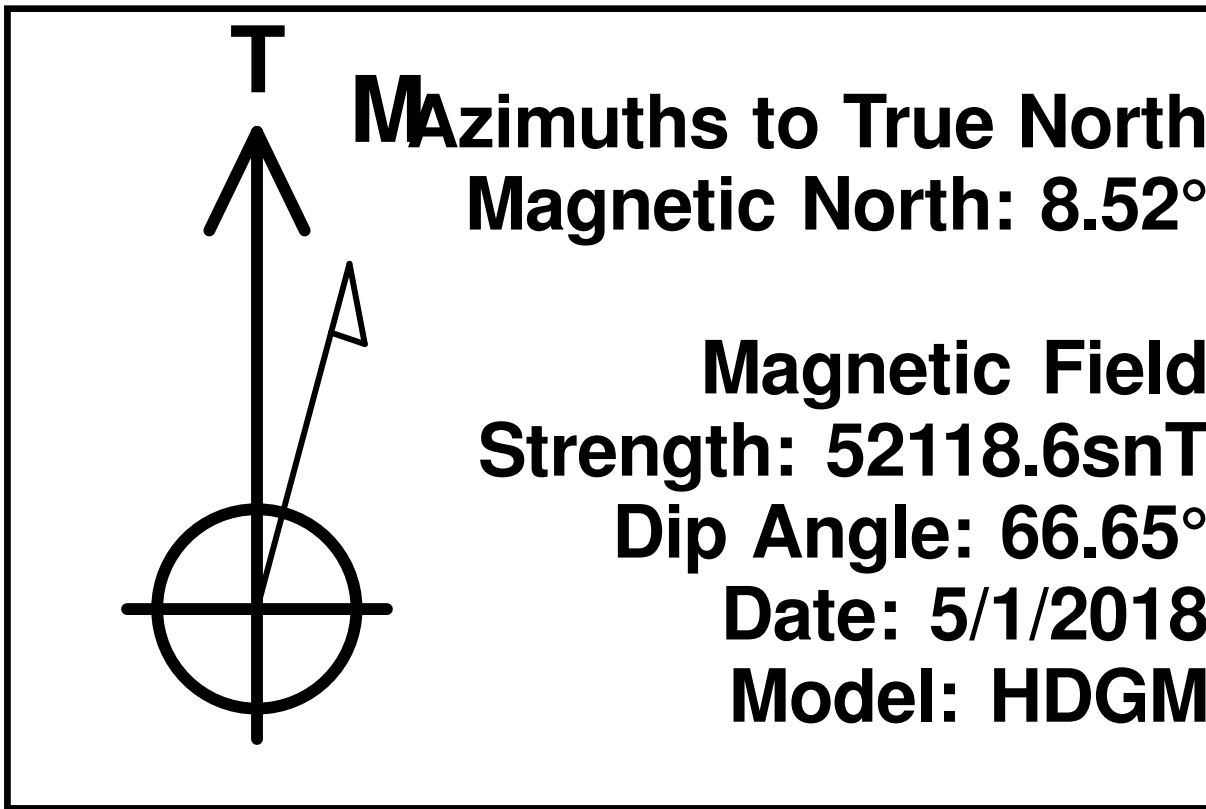 T
M
Azimuths to True North
Magnetic North: 8.52°
Magnetic Field
Strength: 52118.6snT
Dip Angle: 66.65°
Date: 5/1/2018
Model: HDGM